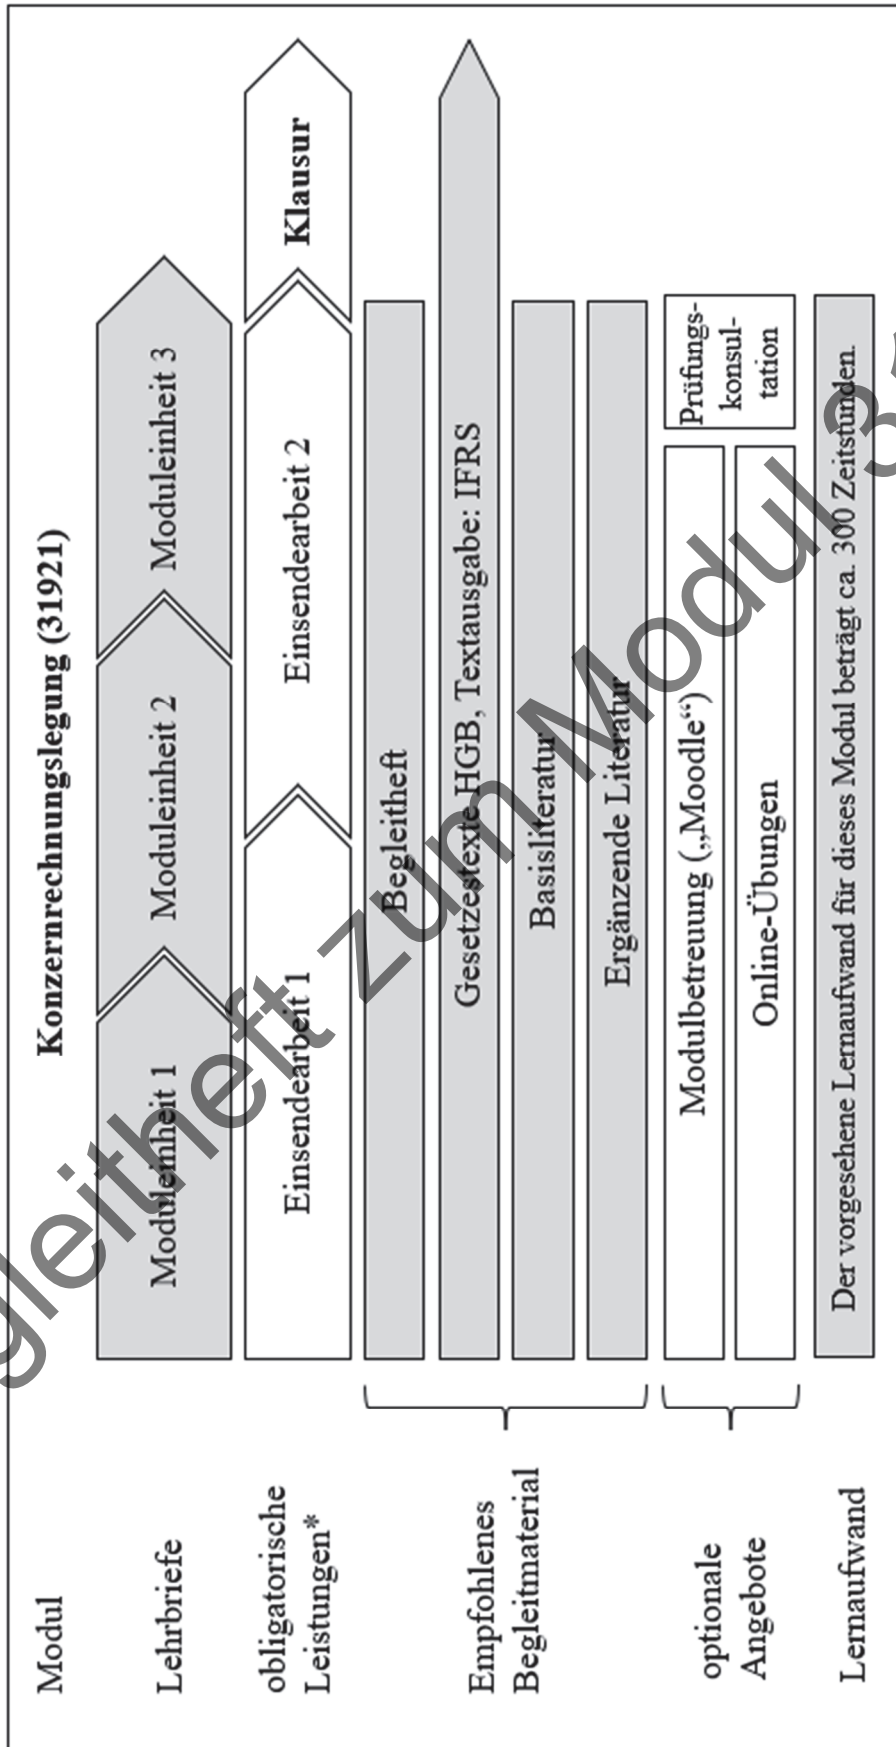 Modul
Konzernrechnungslegung (31921)
Lehrbriefe
Moduleinheit 1
Moduleinheit 2
Moduleinheit 3
obligatorische
Leistungen*
Einsendearbeit 1
Einsendearbeit 2
Klausur
Empfohlenes
Begleitmaterial
Begleitheft
Gesetzestexte HGB, Textausgabe: IFRS
Basisliteratur
Ergänzende Literatur
optionale
Angebote
Modulbetreuung („Moodle“)
Online-Übungen
Prüfungs-
konsul-
tation
Lernaufwand
Der vorgesehene Lernaufwand für dieses Modul beträgt ca. 300 Zeitstunden.
gleitheft zum Modul 3